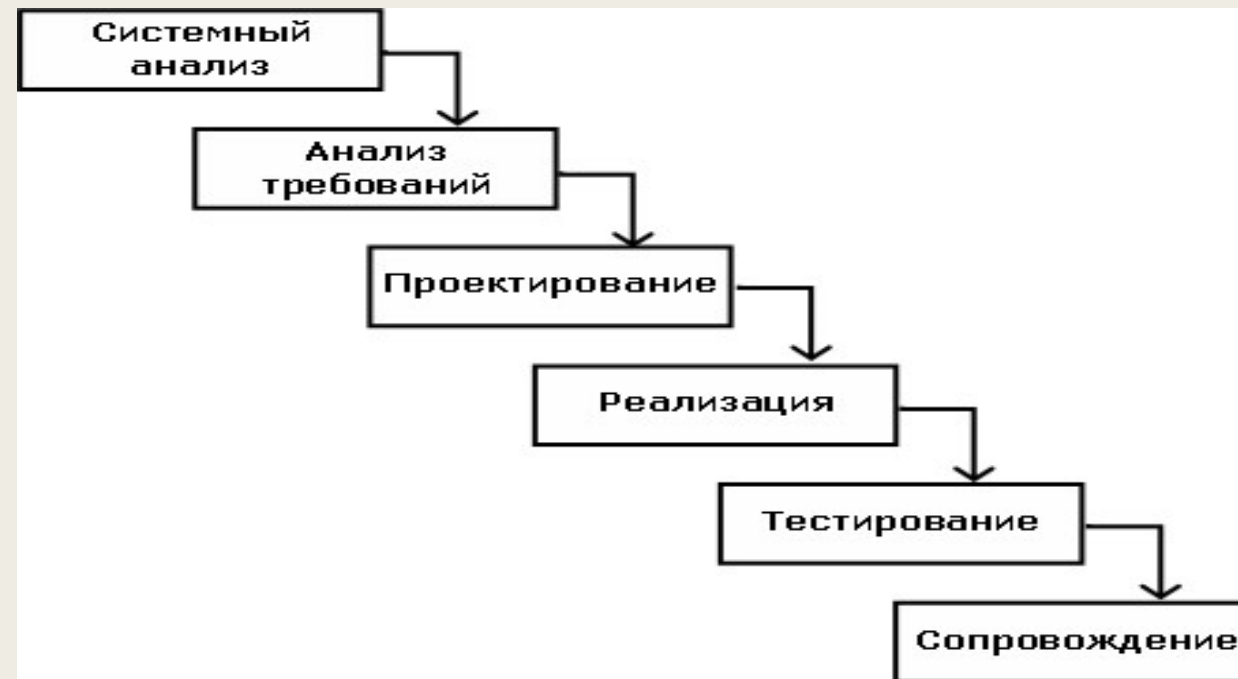 Системный
анализ
Анализ
требований
Проектирование
Реализация
Тестирование
Сопровождение